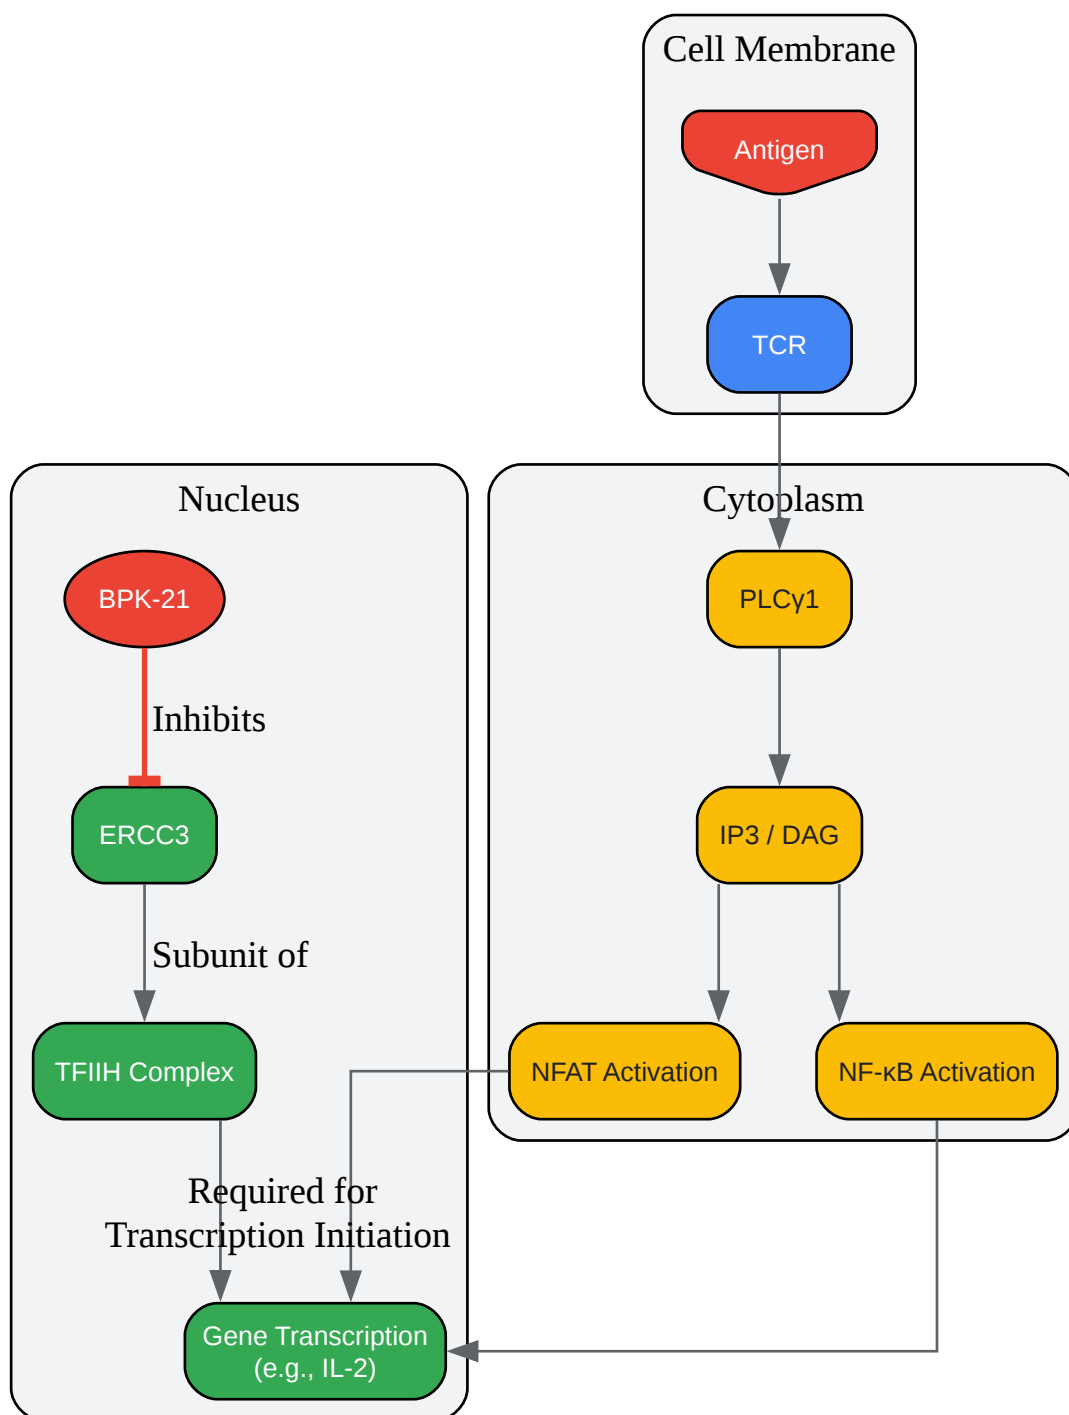 Cell Membrane
Antigen
TCR
Nucleus
Cytoplasm
BPK-21
PLCγ1
Inhibits
ERCC3
IP3 / DAG
Subunit of
TFIIH Complex
NFAT Activation
NF-κB Activation
Required for
Transcription Initiation
Gene Transcription
(e.g., IL-2)